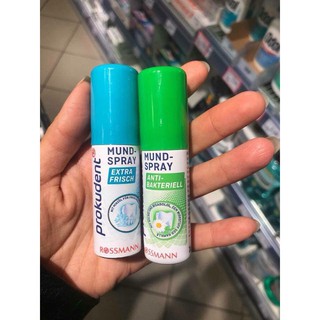 prokudent®
MUND-
SPRAY
EXTRA
FRISCH
ROSSMANN
MUND-
SPRAY
ANTI-
BAKTERIELL
ROSSMANN